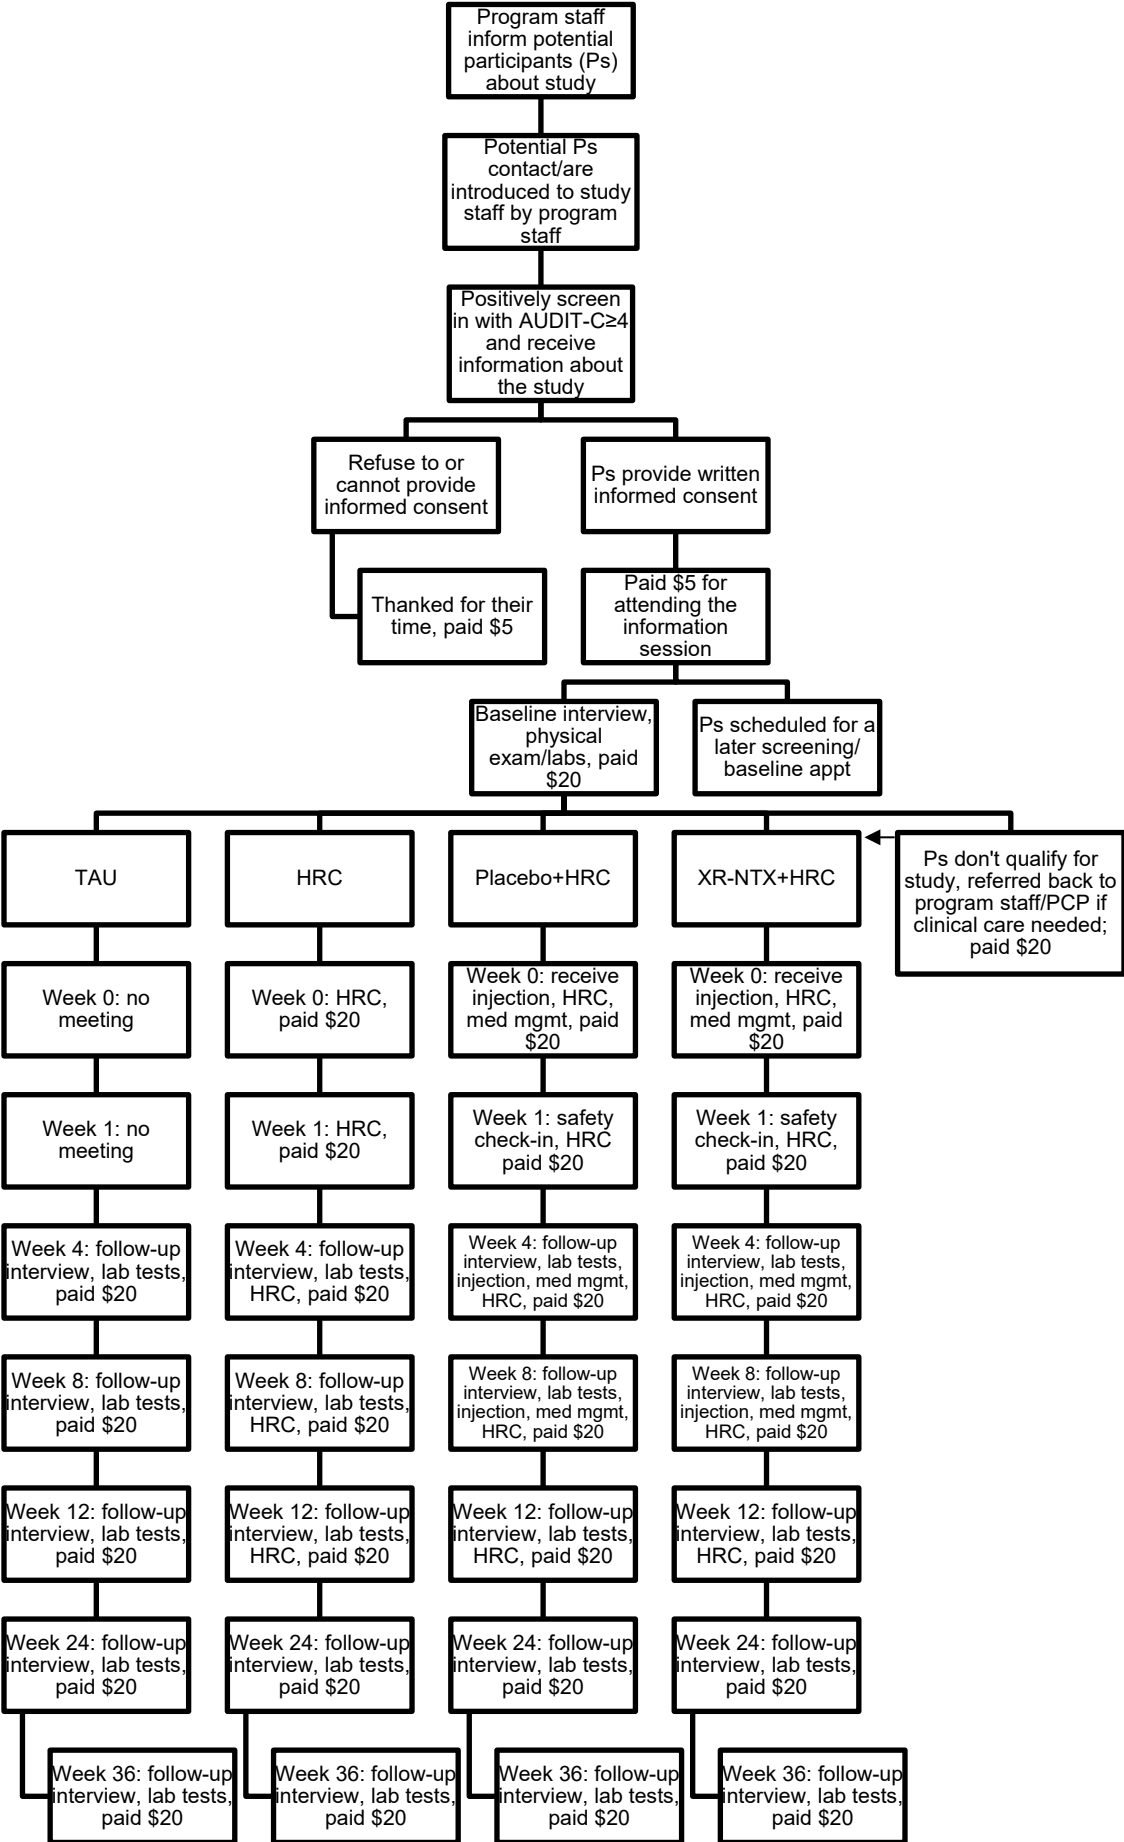 Program staff
inform potential
participants (Ps)
about study
Potential Ps
contact/are
introduced to study
staff by program
staff
Positively screen
in with AUDIT-C≥4
and receive
information about
the study
Refuse to or
cannot provide
informed consent
Ps provide written
informed consent
Thanked for their
time, paid $5
Paid $5 for
attending the
information
session
Baseline interview,
physical
exam/labs, paid
$20
Ps scheduled for a
later screening/
baseline appt
TAU
HRC
Placebo+HRC
XR-NTX+HRC
Ps don't qualify for
study, referred back to
program staff/PCP if
clinical care needed;
paid $20
Week 0: no
meeting
Week 0: HRC,
paid $20
Week 0: receive
injection, HRC,
med mgmt, paid
$20
Week 0: receive
injection, HRC,
med mgmt, paid
$20
Week 1: no
meeting
Week 1: HRC,
paid $20
Week 1: safety
check-in, HRC
paid $20
Week 1: safety
check-in, HRC,
paid $20
Week 4: follow-up
interview, lab tests,
paid $20
Week 4: follow-up
interview, lab tests,
HRC, paid $20
Week 4: follow-up
interview, lab tests,
injection, med mgmt,
HRC, paid $20
Week 4: follow-up
interview, lab tests,
injection, med mgmt,
HRC, paid $20
Week 8: follow-up
interview, lab tests,
paid $20
Week 8: follow-up
interview, lab tests,
HRC, paid $20
Week 8: follow-up
interview, lab tests,
injection, med mgmt,
HRC, paid $20
Week 8: follow-up
interview, lab tests,
injection, med mgmt,
HRC, paid $20
Week 12: follow-up
interview, lab tests,
paid $20
Week 12: follow-up
interview, lab tests,
HRC, paid $20
Week 12: follow-up
interview, lab tests,
HRC, paid $20
Week 12: follow-up
interview, lab tests,
HRC, paid $20
Week 24: follow-up
interview, lab tests,
paid $20
Week 24: follow-up
interview, lab tests,
paid $20
Week 24: follow-up
interview, lab tests,
paid $20
Week 24: follow-up
interview, lab tests,
paid $20
Week 36: follow-up
interview, lab tests,
paid $20
Week 36: follow-up
interview, lab tests,
paid $20
Week 36: follow-up
interview, lab tests,
paid $20
Week 36: follow-up
interview, lab tests,
paid $20